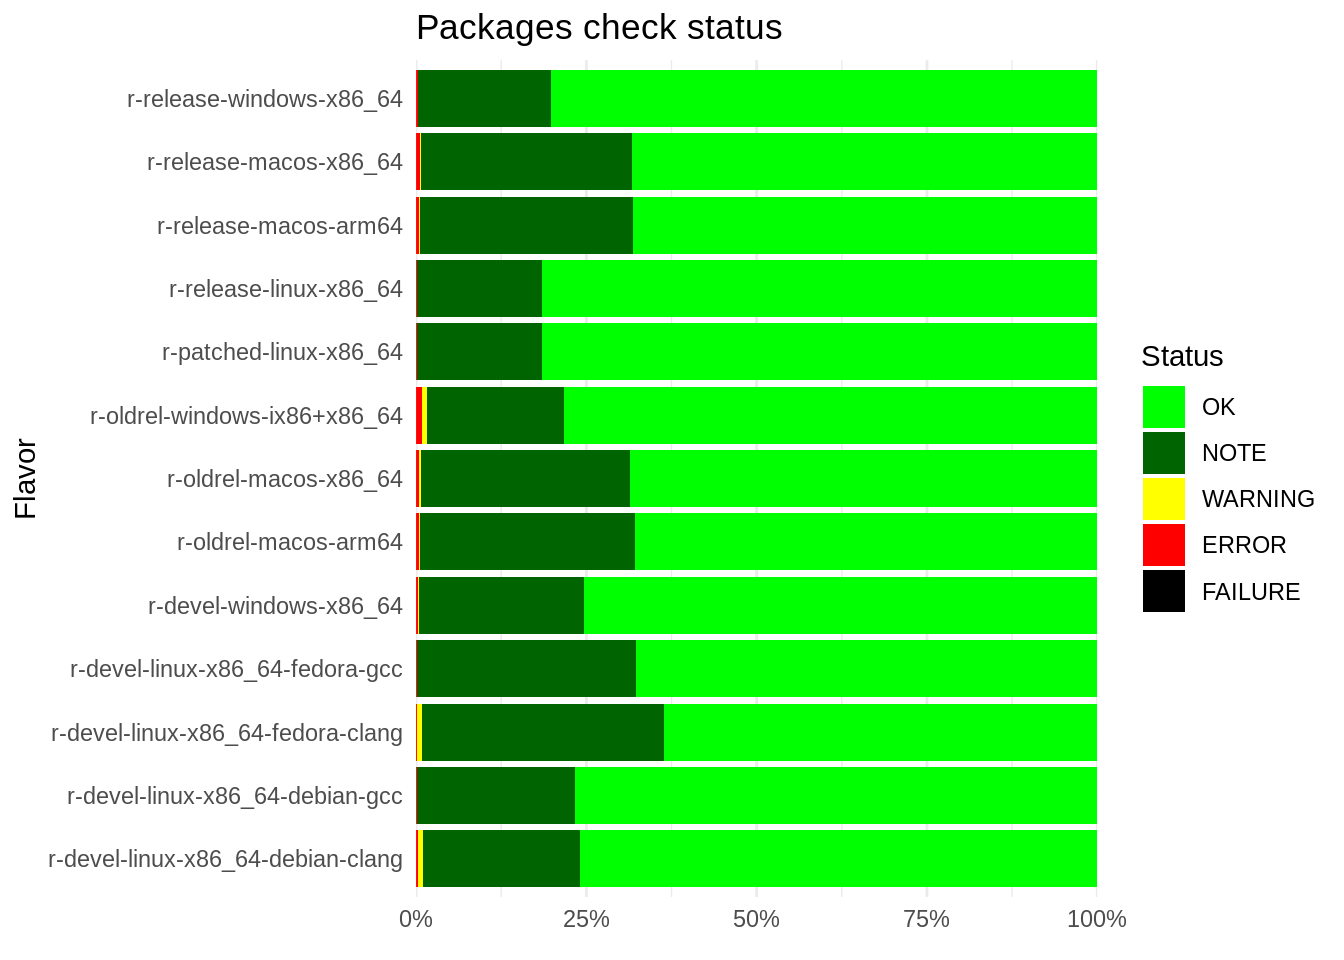 Packages check status
r-release-windows-x86_64
r-release-macos-x86_64
r-release-macos-arm64
r-release-linux-x86_64
r-patched-linux-x86_64
r-oldrel-windows-ix86+x86_64
r-oldrel-macos-x86_64
r-oldrel-macos-arm64
r-devel-windows-x86_64
r-devel-linux-x86_64-fedora-gcc
r-devel-linux-x86_64-fedora-clang
r-devel-linux-x86_64-debian-gcc
r-devel-linux-x86_64-debian-clang
Flavor
0% 25% 50% 75% 100%
Status
OK
NOTE
WARNING
ERROR
FAILURE